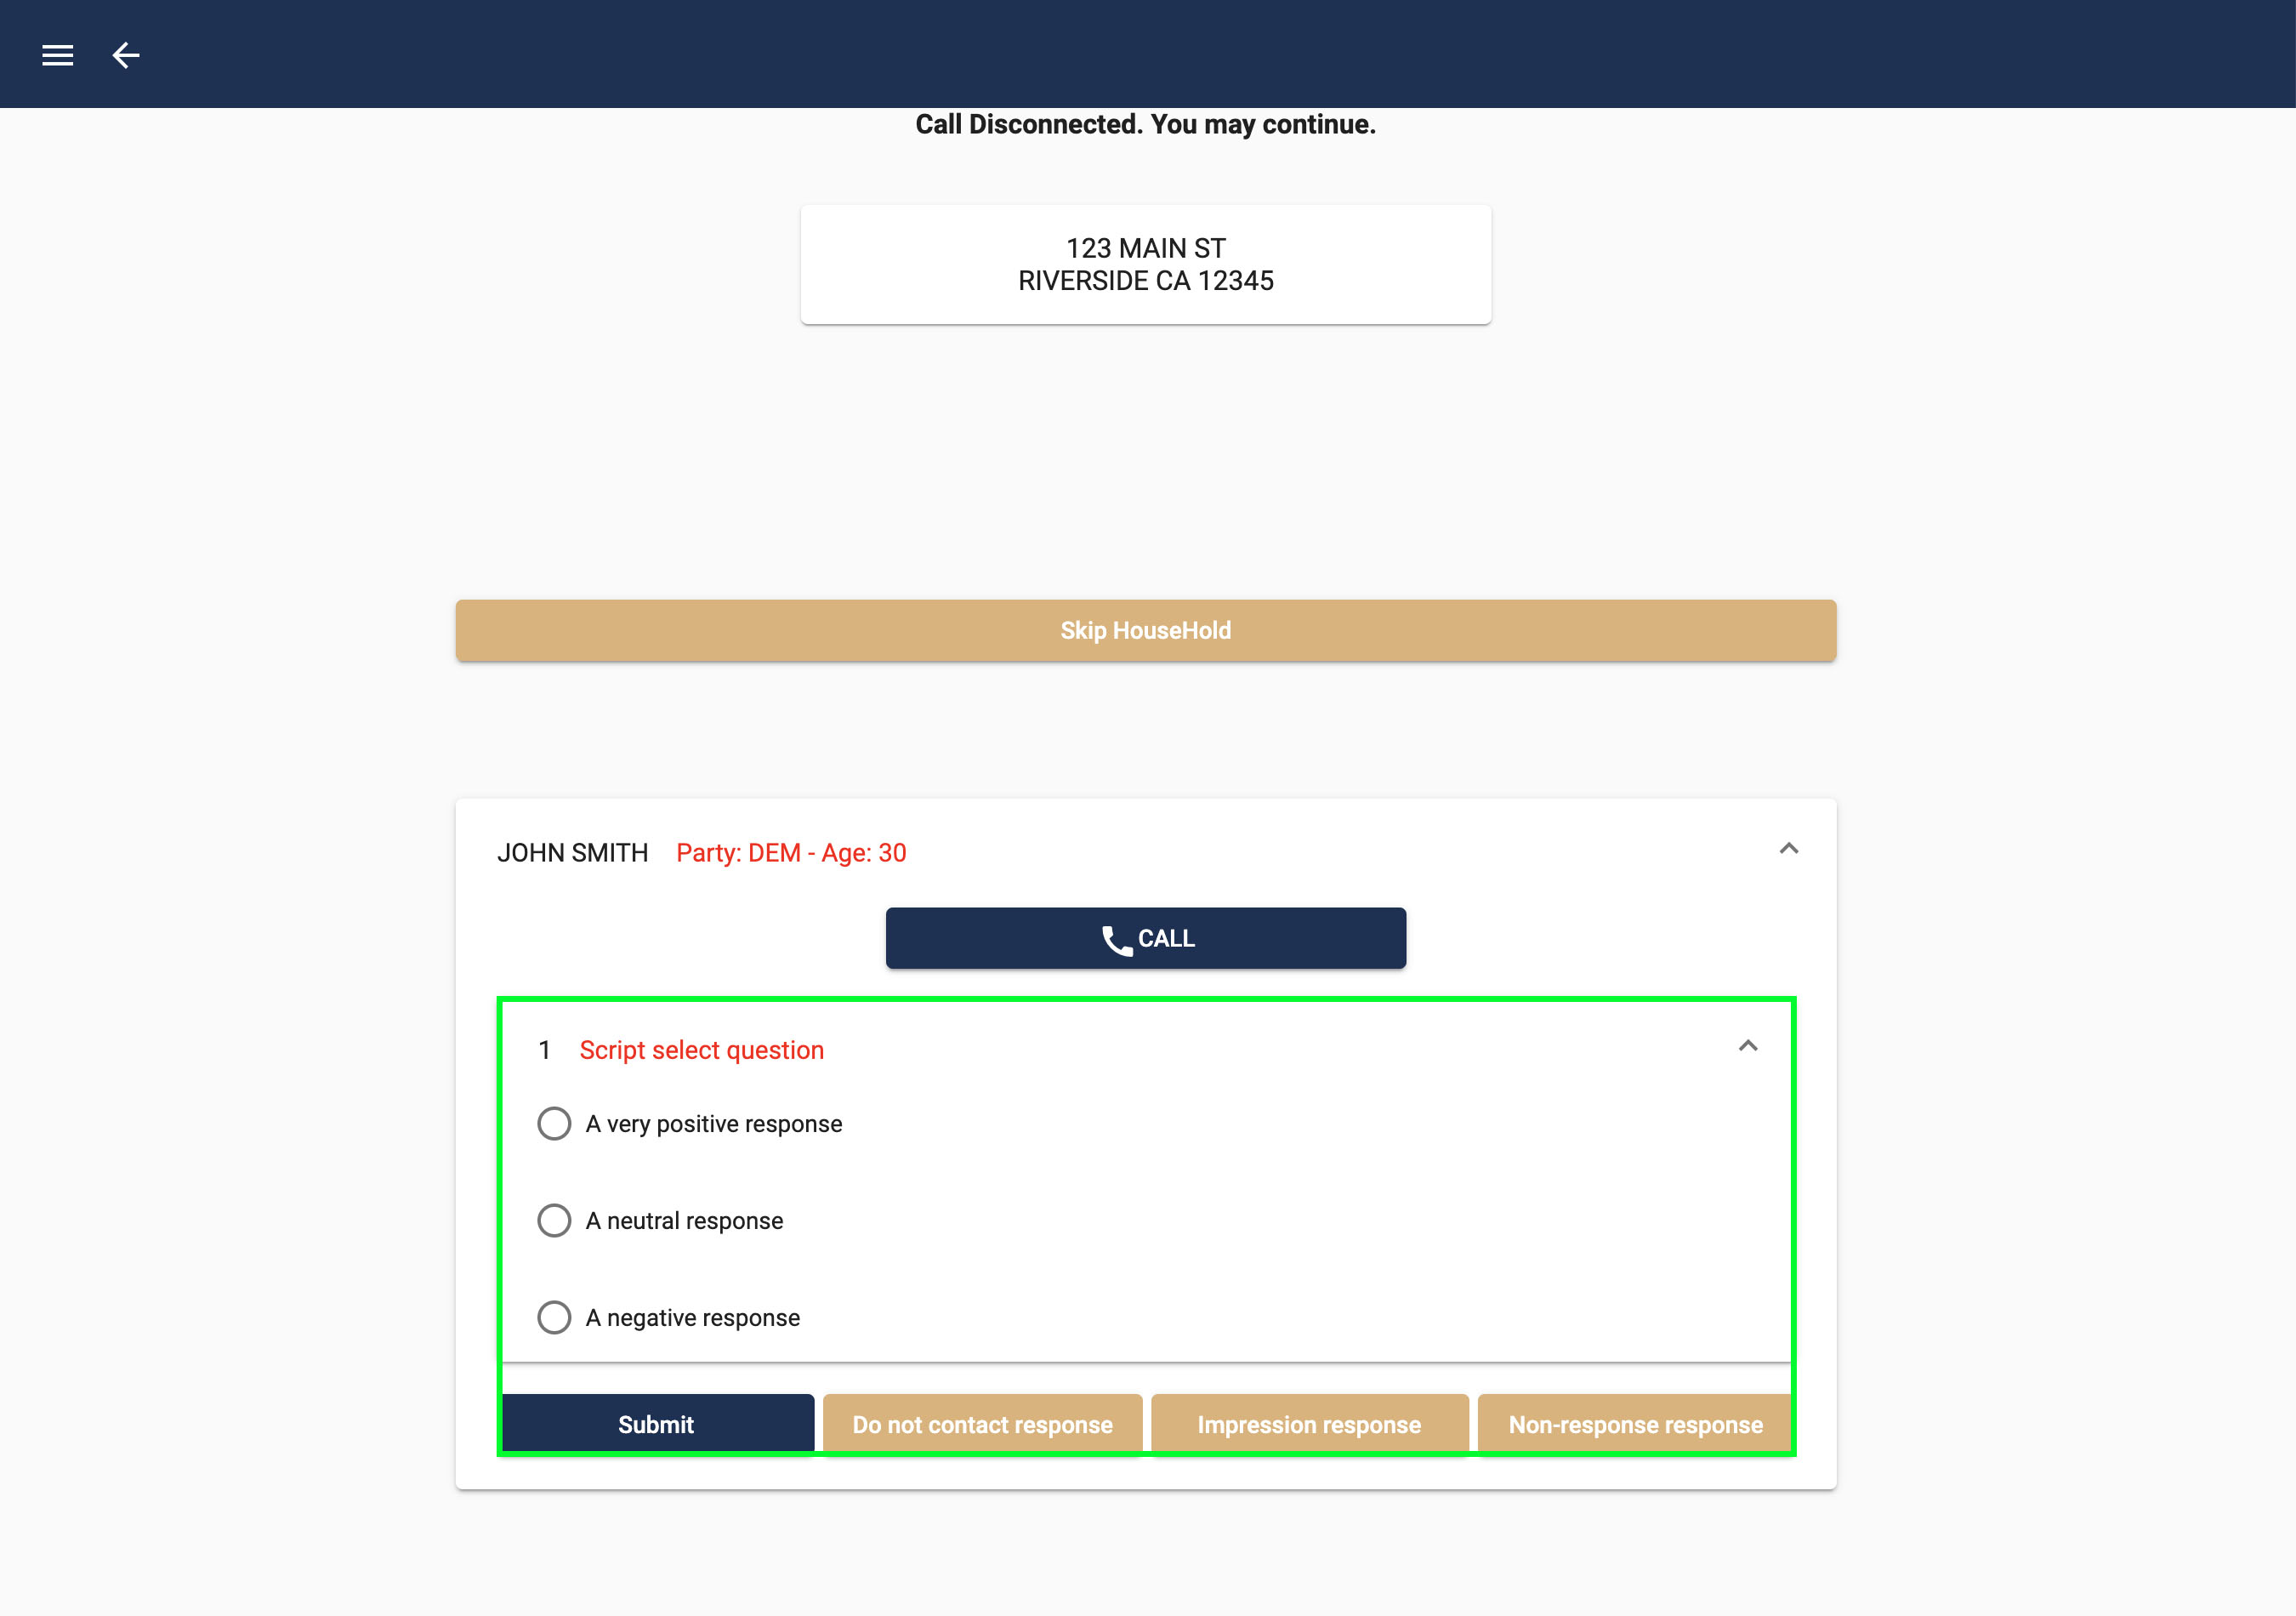 Call Disconnected. You may continue.
123 MAIN ST
RIVERSIDE CA 12345
Skip HouseHold
JOHN SMITH Party: DEM - Age: 30
CALL
1 Script select question
A very positive response
A neutral response
A negative response
Submit Do not contact response Impression response Non-response response